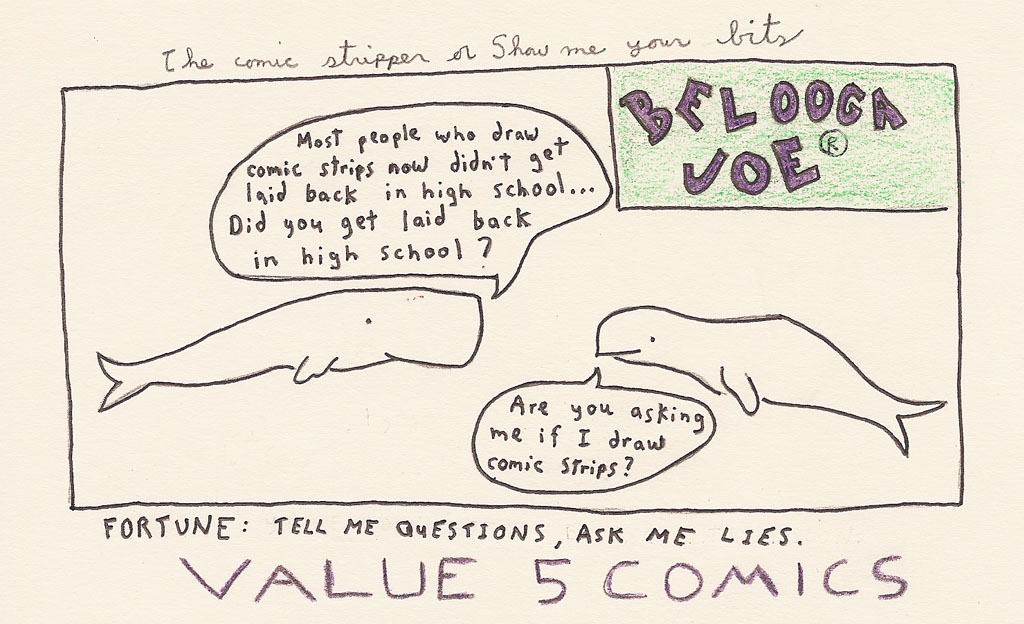 The comic stripper or Show me your bits
BELOOGA
JOE ®
Most people who draw
comic strips now didn't get
laid back in high school...
Did you get laid back
in high school?
Are you asking
me if I draw
comic strips?
FORTUNE: TELL ME QUESTIONS, ASK ME LIES.
VALUE 5 COMICS